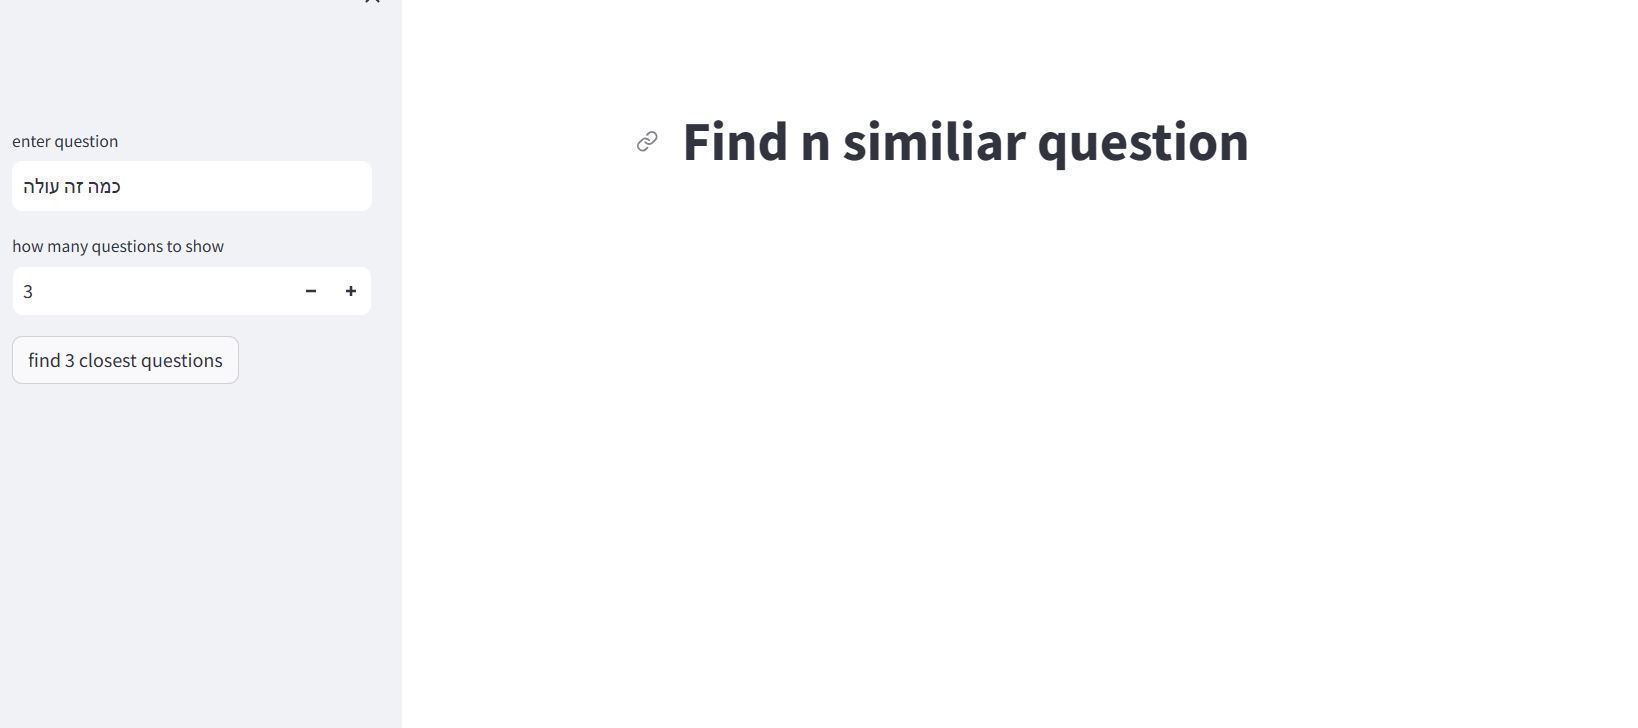 enter question
כמה זה עולה
how many questions to show
3
find 3 closest questions
Find n similiar question